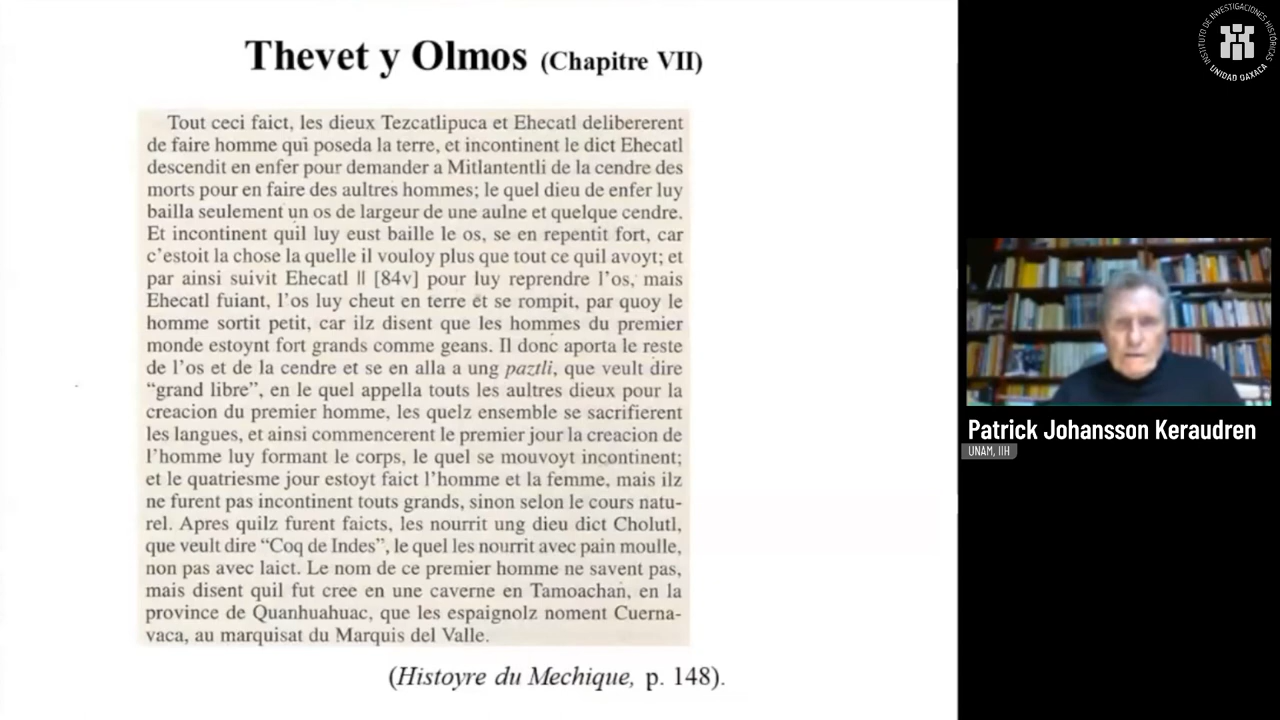 Thevet y Olmos (Chapitre VII)
Tout ceci faict, les dieux Tezcatlipuca et Ehecatl delibererent
de faire homme qui poseda la terre, et incontinent le dict Ehecatl
descendit en enfer pour demander a Mitlantentli de la cendre des
morts pour en faire des aultres hommes; le quel dieu de enfer luy
bailla seulement un os de largeur de une aulne et quelque cendre.
Et incontinent quil luy eust baille le os, se en repentit fort, car
c'estoit la chose la quelle il vouloy plus que tout ce quil avoyt; et
par ainsi suivit Ehecatl || [84v] pour luy reprendre l'os, mais
Ehecatl fuiant, l'os luy cheut en terre et se rompit, par quoy le
homme sortit petit, car ilz disent que les hommes du premier
monde estoynt fort grands comme geans. Il donc aporta le reste
de l'os et de la cendre et se en alla a ung paztli, que veult dire
"grand libre", en le quel appella touts les aultres dieux pour la
creacion du premier homme, les quelz ensemble se sacrifierent
les langues, et ainsi commencerent le premier jour la creacion de
l'homme luy formant le corps, le quel se mouvoyt incontinent;
et le quatriesme jour estoyt faict l'homme et la femme, mais ilz
ne furent pas incontinent touts grands, sinon selon le cours natu-
rel. Apres quilz furent faicts, les nourrit ung dieu dict Cholutl,
que veult dire "Coq de Indes", le quel les nourrit avec pain moulle,
non pas avec laict. Le nom de ce premier homme ne savent pas,
mais disent quil fut cree en une caverne en Tamoachan, en la
province de Quanhuahuac, que les espaignolz noment Cuerna-
vaca, au marquisat du Marquis del Valle.
(Histoyre du Mechique, p. 148).
INSTITUTO DE INVESTIGACIONES HISTÓRICAS
UNIDAD OAXACA
Patrick Johansson Keraudren
UNAM, IIH